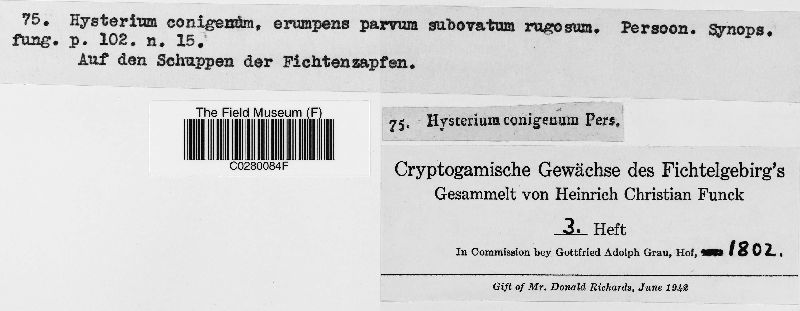 75. Hysterium conigenum, erumpens parvum subovatum rugosum. Persoon. Synops.
fung. p. 102. n. 15.
Auf den Schuppen der Fichtenzapfen.
The Field Museum (F)
C0280084F
75. Hysterium conigenum Pers.
Cryptogamische Gewächse des Fichtelgebirg's
Gesammelt von Heinrich Christian Funck
3. Heft
In Commission bey Gottfried Adolph Grau, Hof, 1802.
Gift of Mr. Donald Richards, June 1942